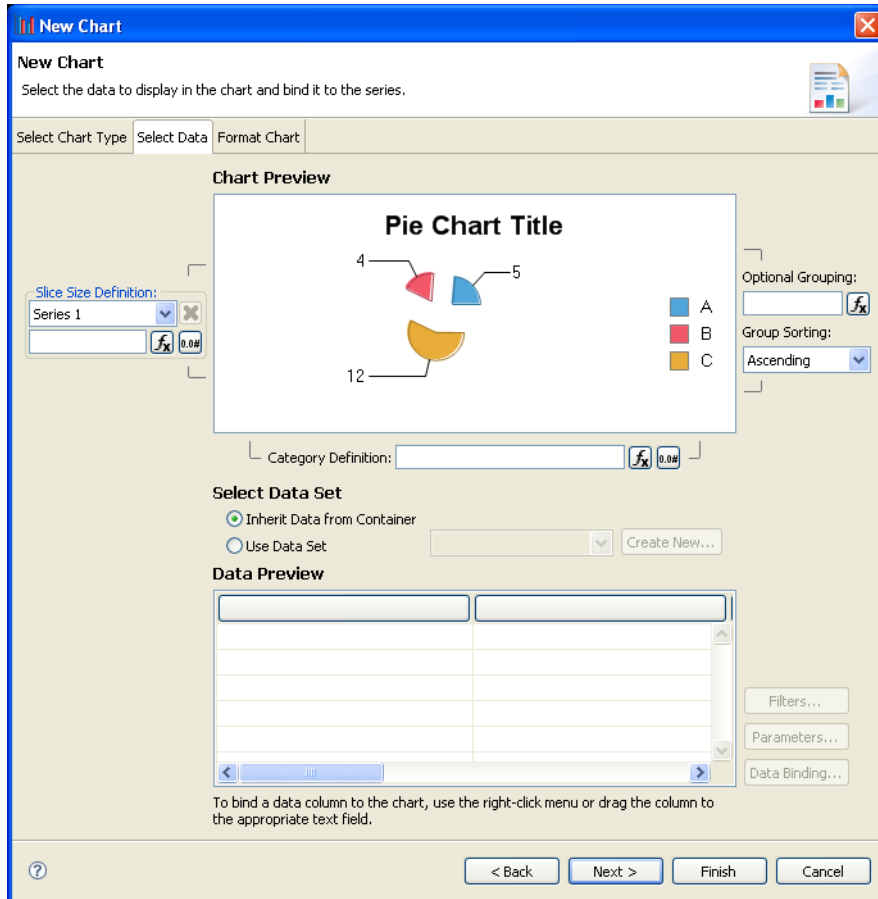 New Chart
New Chart
Select the data to display in the chart and bind it to the series.
Select Chart Type
Select Data
Format Chart
Chart Preview
Pie Chart Title
4
5
12
A
B
C
Slice Size Definition:
Series 1
fx
0.0#
Optional Grouping:
fx
Group Sorting:
Ascending
Category Definition:
fx
0.0#
Select Data Set
Inherit Data from Container
Use Data Set
Create New...
Data Preview
Filters...
Parameters...
Data Binding...
To bind a data column to the chart, use the right-click menu or drag the column to
the appropriate text field.
?
< Back
Next >
Finish
Cancel